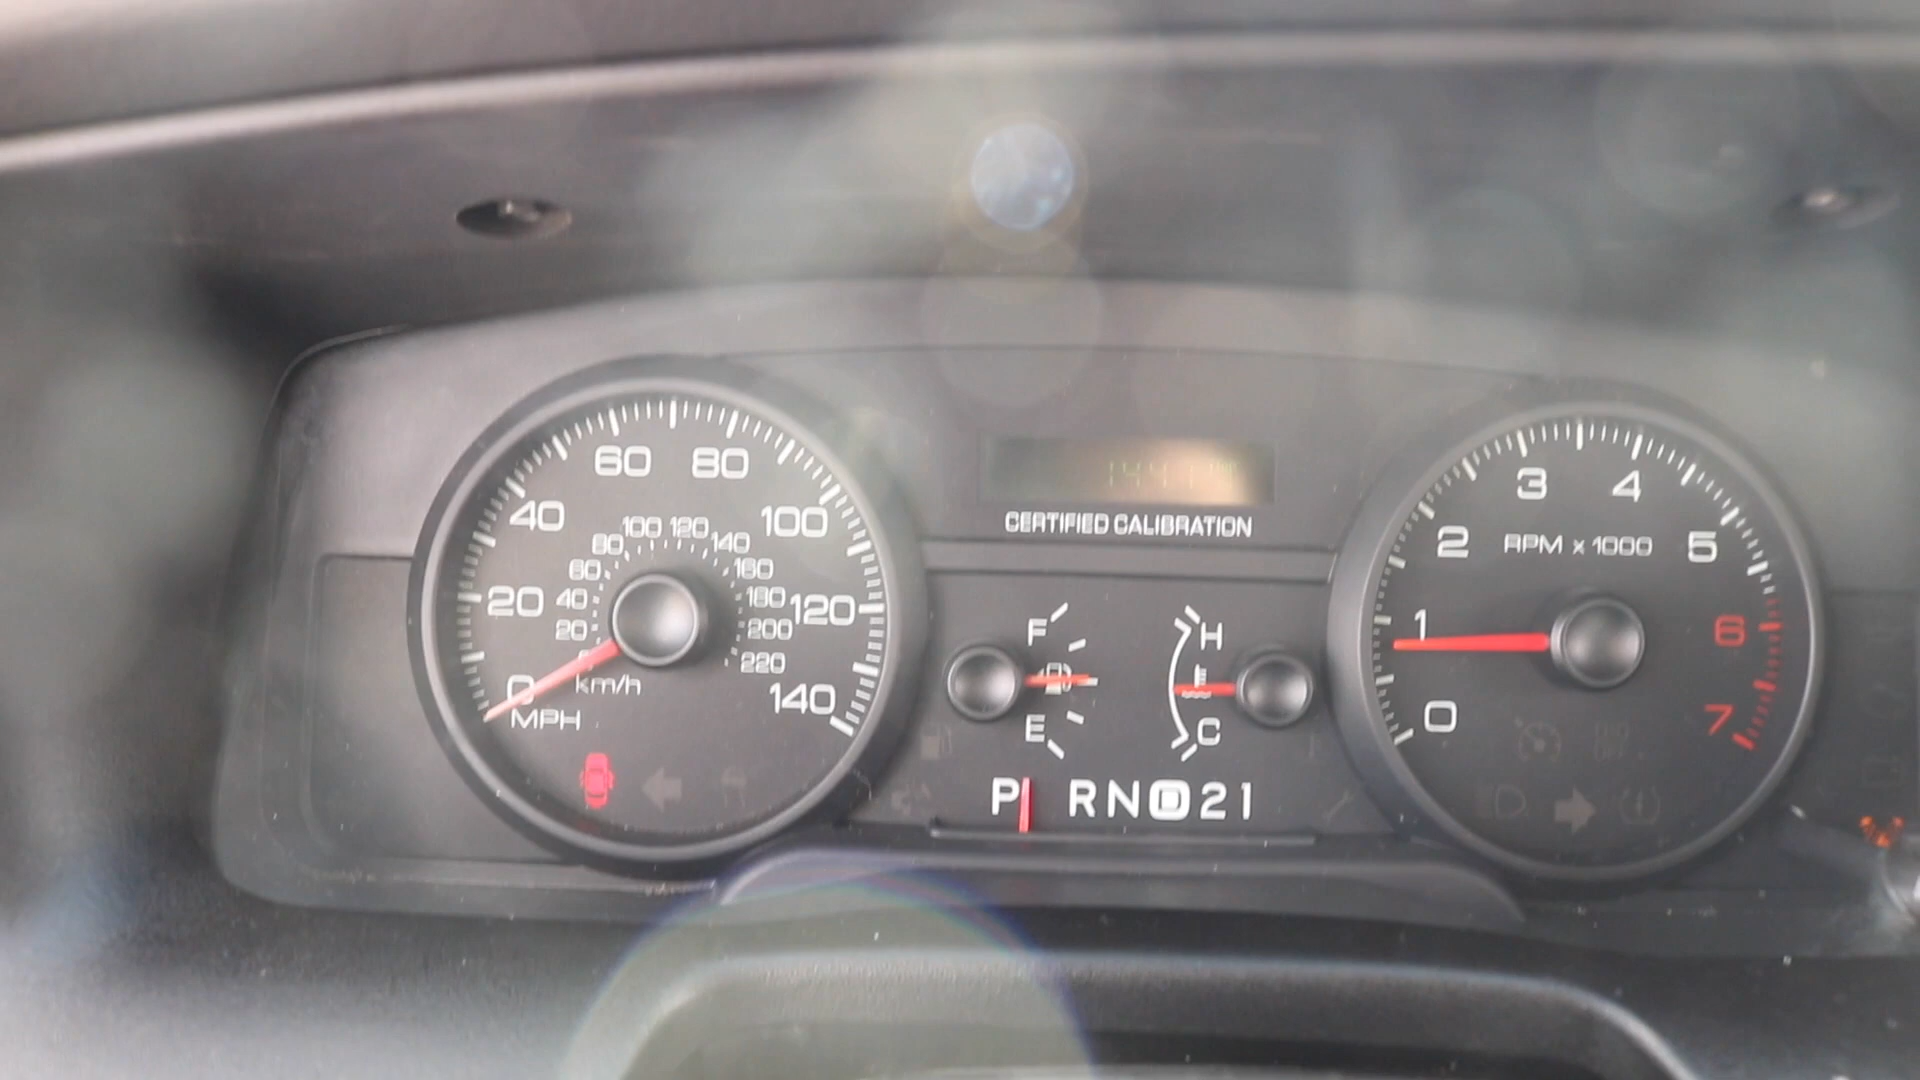 60 80
40 100
20 120
0 140
MPH
100 120
80 140
60 160
40 180
20 200
220
km/h
CERTIFIED CALIBRATION
F
E
H
C
P R N D 2 1
3 4
2 RPM x 1000 5
1 6
0 7